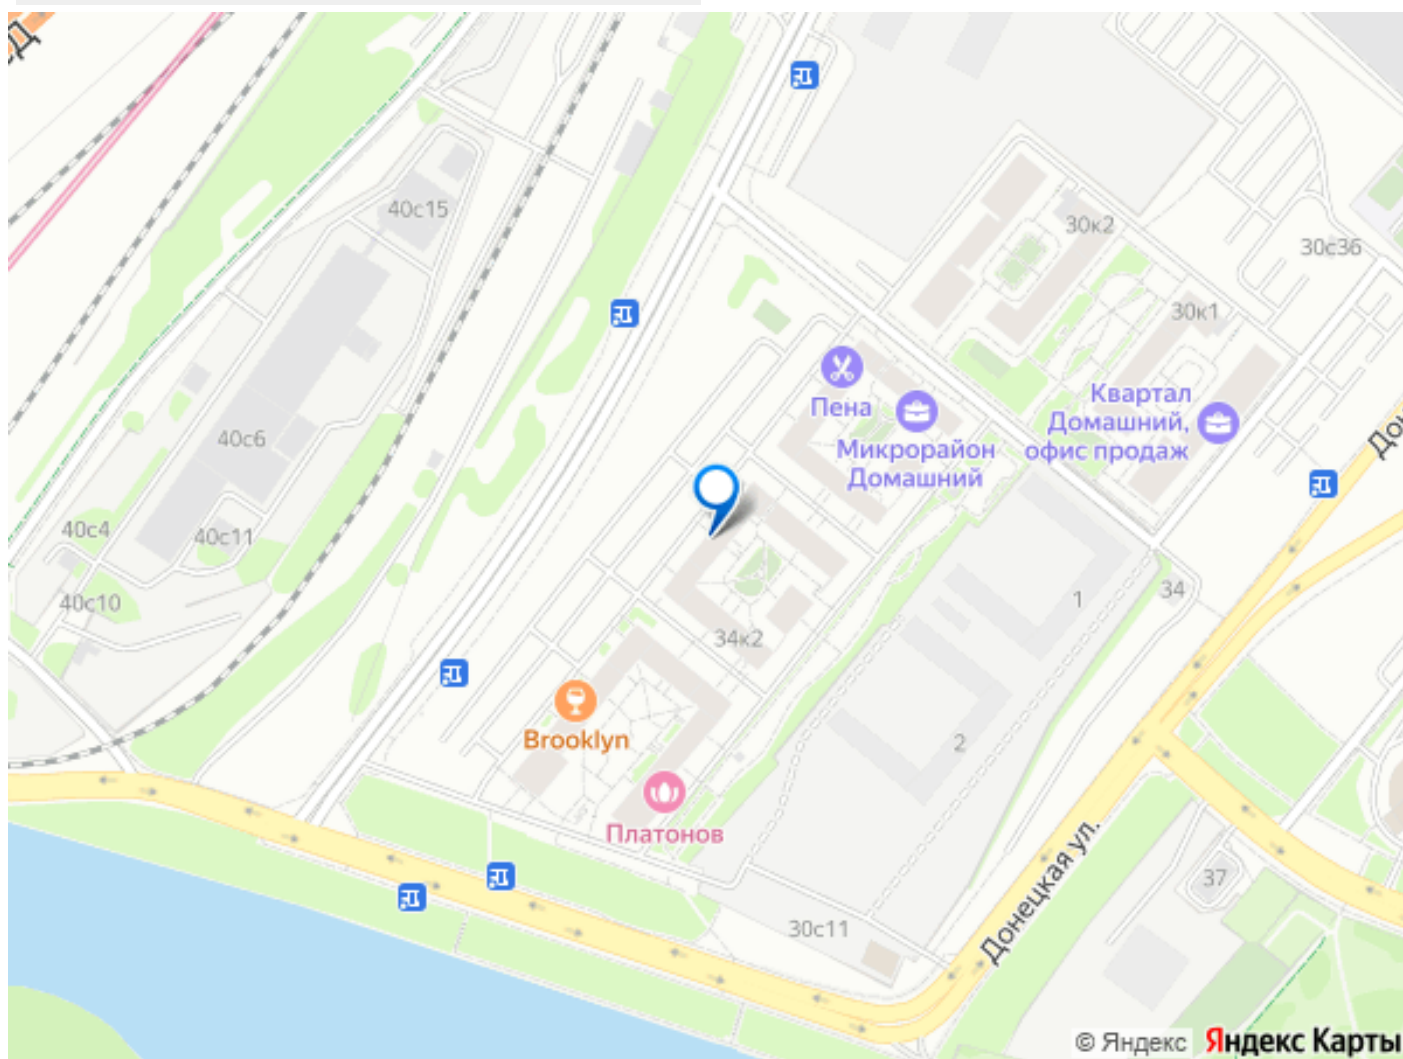 40с15
30к2
30с36
30к1
Пена
Микрорайон
Домашний
Квартал
Домашний,
офис продаж
40с6
40с4
40с11
40с10
34к2
1
34
2
Brooklyn
Платонов
Донецкая ул.
37
30с11
© Яндекс
Яндекс Карты